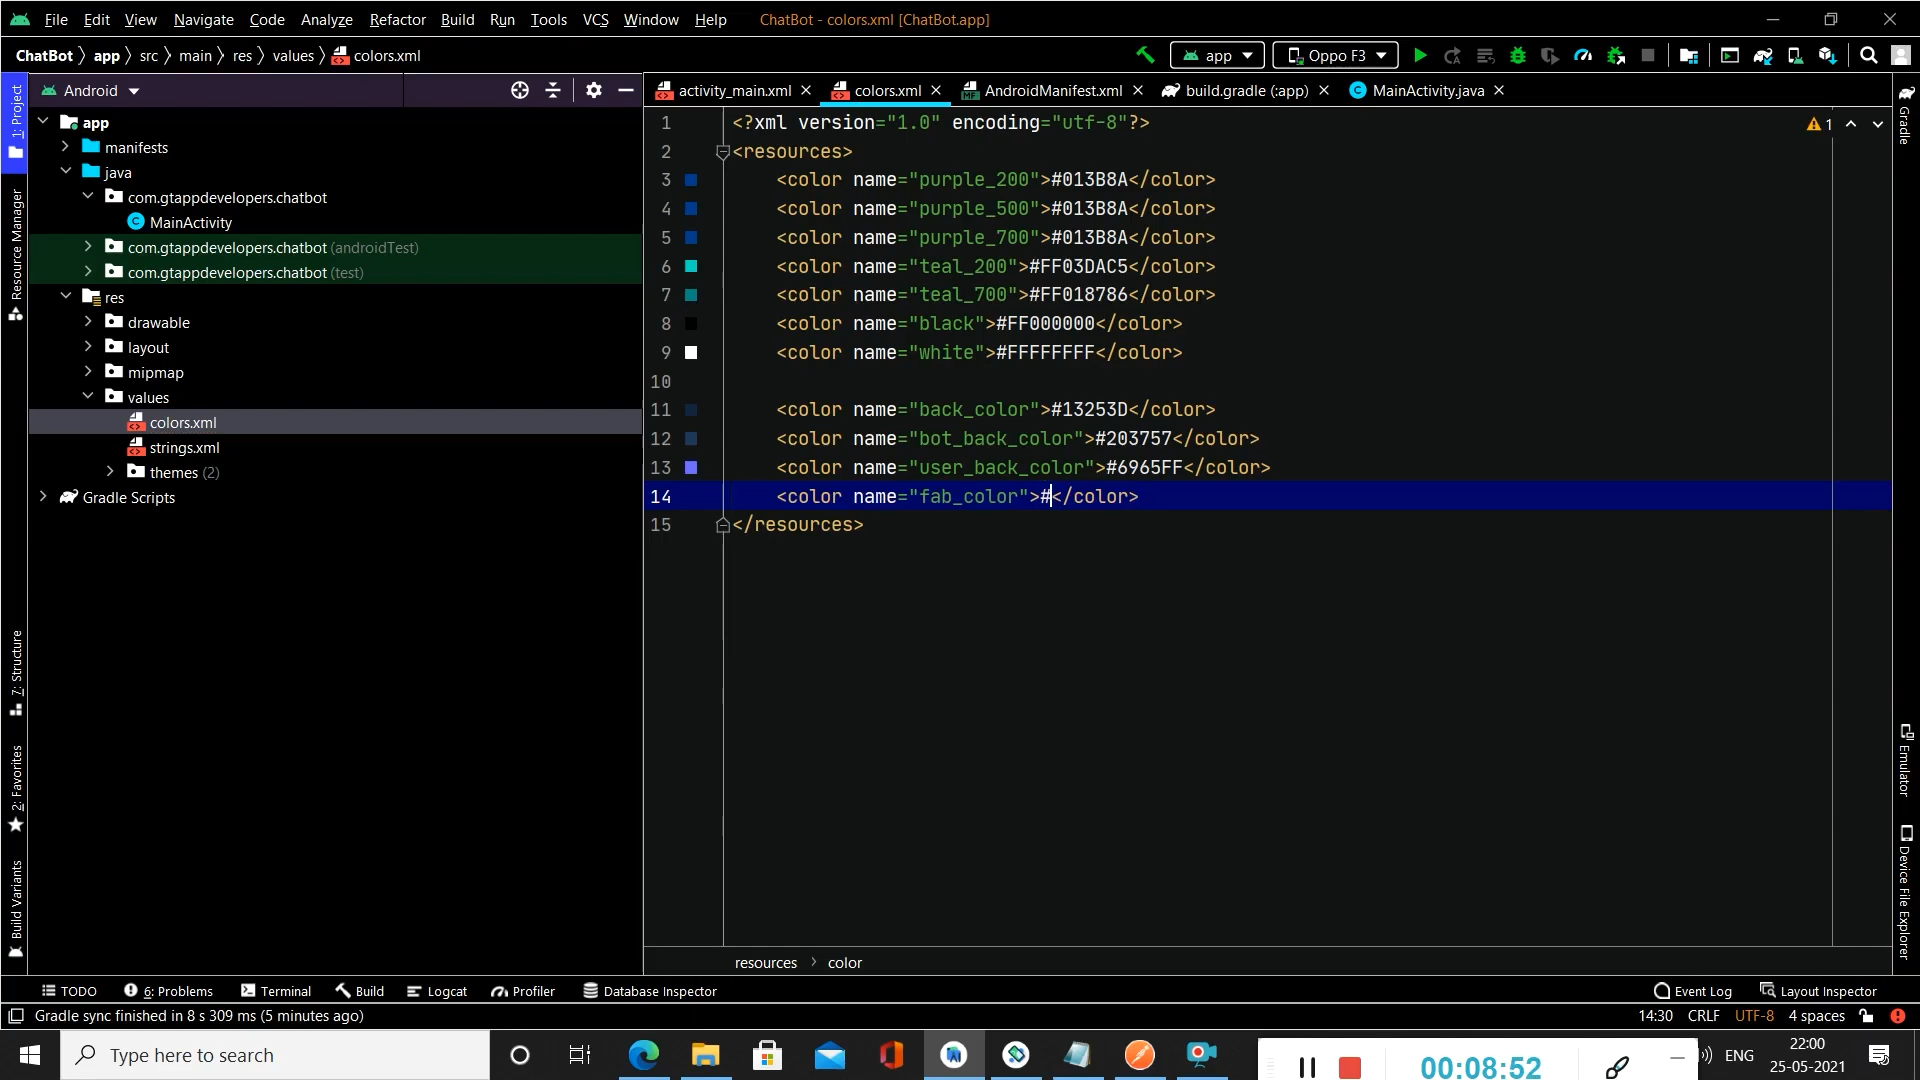 File Edit View Navigate Code Analyze Refactor Build Run Tools VCS Window Help ChatBot - colors.xml [ChatBot.app]
ChatBot app src main res values colors.xml app Oppo F3
Android
activity_main.xml colors.xml AndroidManifest.xml build.gradle (:app) MainActivity.java
1: Project
Resource Manager
7: Structure
2: Favorites
Build Variants
app
manifests
java
com.gtappdevelopers.chatbot
MainActivity
com.gtappdevelopers.chatbot (androidTest)
com.gtappdevelopers.chatbot (test)
res
drawable
layout
mipmap
values
colors.xml
strings.xml
themes (2)
Gradle Scripts
1 <?xml version="1.0" encoding="utf-8"?>
2 <resources>
3 <color name="purple_200">#013B8A</color>
4 <color name="purple_500">#013B8A</color>
5 <color name="purple_700">#013B8A</color>
6 <color name="teal_200">#FF03DAC5</color>
7 <color name="teal_700">#FF018786</color>
8 <color name="black">#FF000000</color>
9 <color name="white">#FFFFFFFF</color>
10
11 <color name="back_color">#13253D</color>
12 <color name="bot_back_color">#203757</color>
13 <color name="user_back_color">#6965FF</color>
14 <color name="fab_color">#</color>
15 </resources>
1
Gradle
Emulator
Device File Explorer
resources color
TODO 6: Problems Terminal Build Logcat Profiler Database Inspector Event Log Layout Inspector
Gradle sync finished in 8 s 309 ms (5 minutes ago) 14:30 CRLF UTF-8 4 spaces
Type here to search
00:08:52
ENG
22:00
25-05-2021